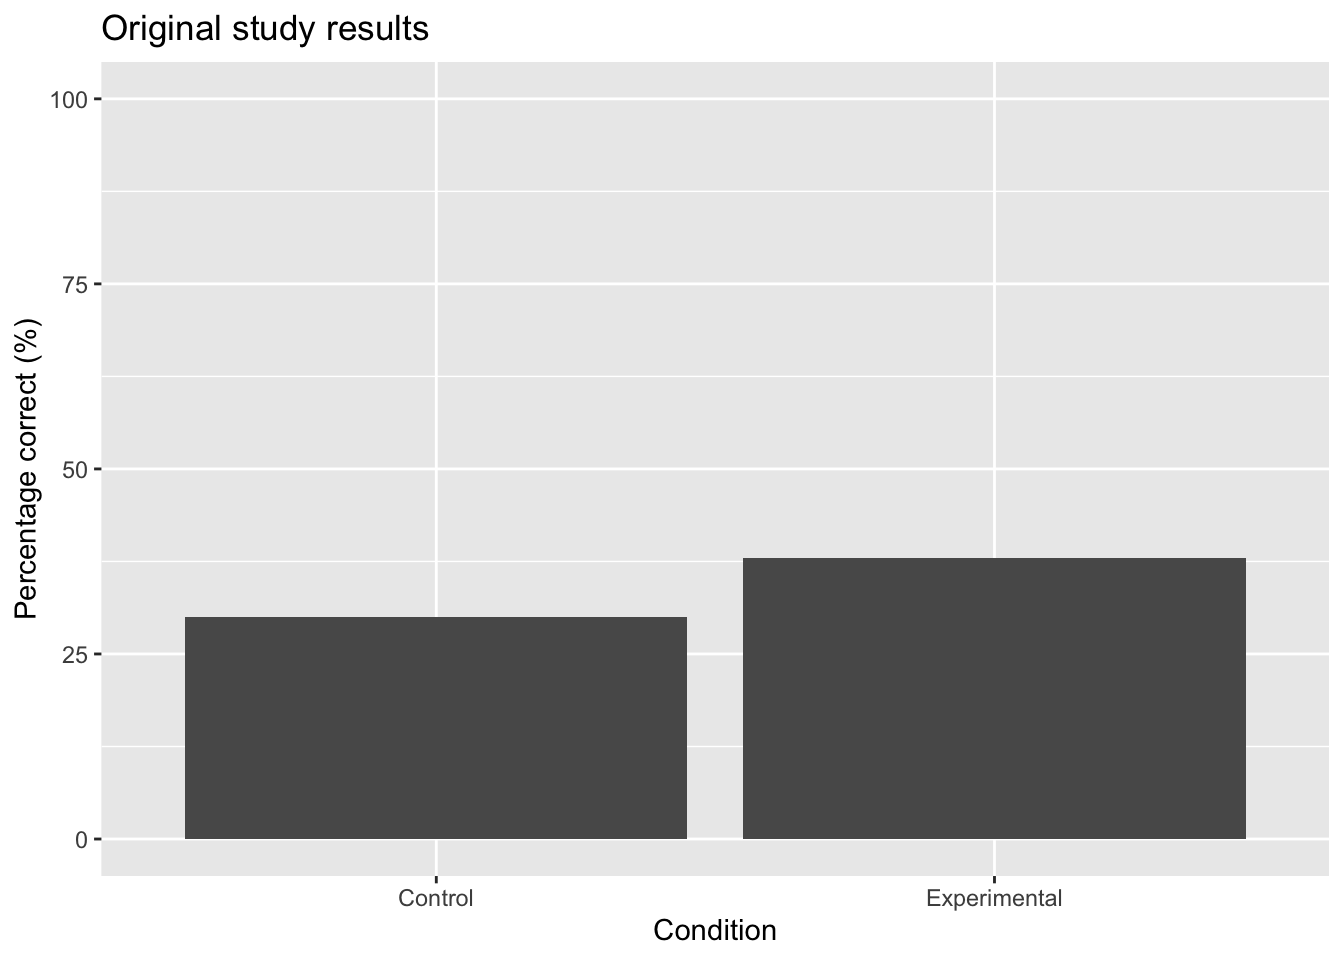 Original study results
100
75
50
25
0
Percentage correct (%)
Control
Experimental
Condition